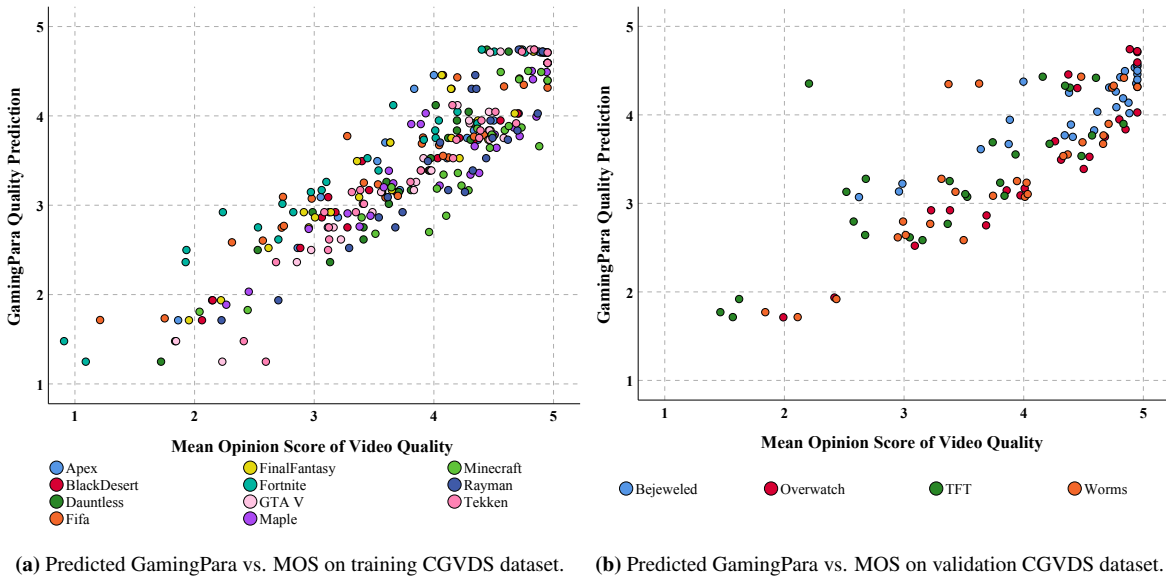 5
4
3
2
1
GamingPara Quality Prediction
1 2 3 4 5
Mean Opinion Score of Video Quality
Apex
BlackDesert
Dauntless
Fifa
FinalFantasy
Fortnite
GTA V
Maple
Minecraft
Rayman
Tekken
(a) Predicted GamingPara vs. MOS on training CGVDS dataset.
5
4
3
2
1
GamingPara Quality Prediction
1 2 3 4 5
Mean Opinion Score of Video Quality
Bejeweled Overwatch TFT Worms
(b) Predicted GamingPara vs. MOS on validation CGVDS dataset.